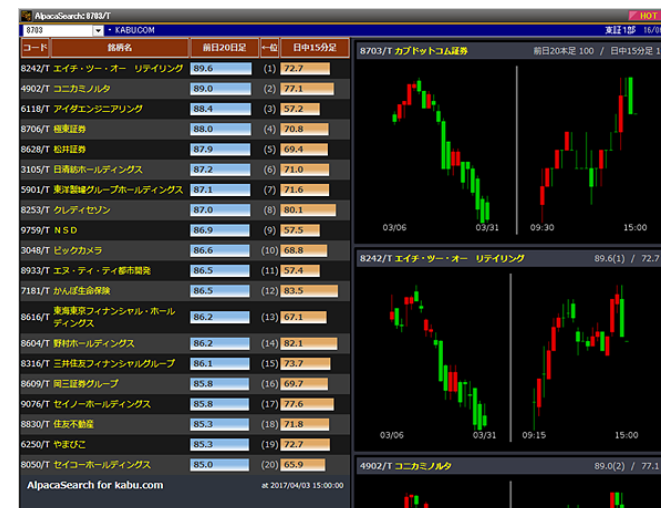 AlpacaSearch: 8703/T
HOT
8703 ・KABU.COM
東証1部 16/0
コード 銘柄名 前日20日足 ←位 日中15分足
8242/T エイチ・ツー・オー リテイリング 89.6 (1) 72.7
4902/T コニカミノルタ 89.0 (2) 77.1
6118/T アイダエンジニアリング 88.4 (3) 57.2
8706/T 極東証券 88.0 (4) 70.8
8628/T 松井証券 87.9 (5) 69.4
3105/T 日清紡ホールディングス 87.2 (6) 71.0
5901/T 東洋製罐グループホールディングス 87.1 (7) 71.6
8253/T クレディセゾン 87.0 (8) 80.1
9759/T NSD 86.9 (9) 57.5
3048/T ビックカメラ 86.6 (10) 68.8
8933/T エヌ・ティ・ティ都市開発 86.5 (11) 57.4
7181/T かんぽ生命保険 86.5 (12) 83.5
8616/T 東海東京フィナンシャル・ホール
ディングス 86.2 (13) 67.1
8604/T 野村ホールディングス 86.2 (14) 82.1
8316/T 三井住友フィナンシャルグループ 86.1 (15) 73.7
8609/T 岡三証券グループ 85.8 (16) 69.7
9076/T セイノーホールディングス 85.8 (17) 77.6
8830/T 住友不動産 85.3 (18) 71.8
6250/T やまびこ 85.3 (19) 72.7
8050/T セイコーホールディングス 85.0 (20) 65.9
AlpacaSearch for kabu.com at 2017/04/03 15:00:00
8703/T カブドットコム証券 前日20本足 100 / 日中15分足 1
03/06 03/31 09:30 15:00
8242/T エイチ・ツー・オー リテイリング 89.6(1) / 72.7
03/06 03/31 09:15 15:00
4902/T コニカミノルタ 89.0(2) / 77.1